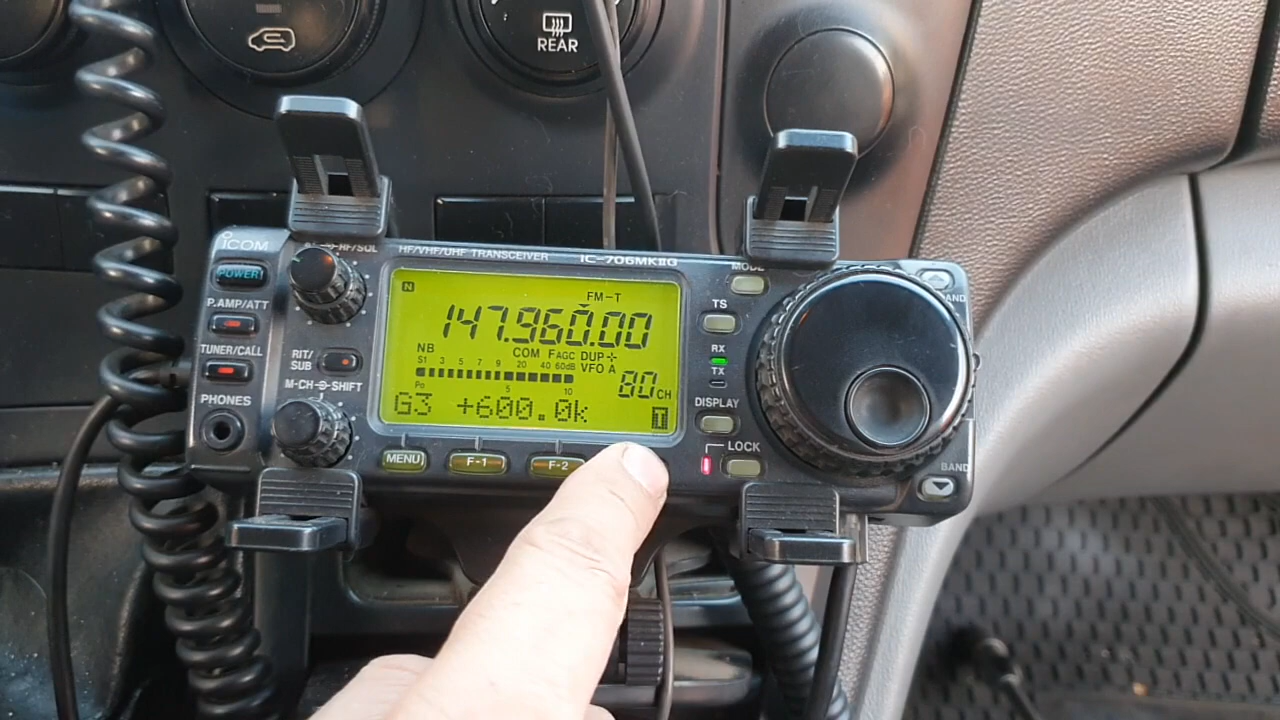 REAR
ICOM
POWER
P.AMP/ATT
TUNER/CALL
PHONES
RF/SQL
RIT/
SUB
M-CH SHIFT
HF/VHF/UHF TRANSCEIVER
IC-706MKIIG
N
FM-T
147.960.00
NB
COM FAGC DUP+
VFO A
S1 3 5 7 9 20 40 60dB
Po 5 10
80CH
G3 +600.0k
I
MENU
F-1
F-2
MODE
TS
RX
TX
DISPLAY
LOCK
BAND
BAND